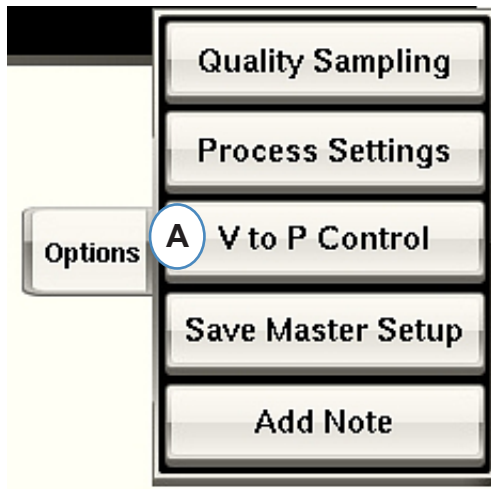 Quality Sampling
Process Settings
Options
A
V to P Control
Save Master Setup
Add Note